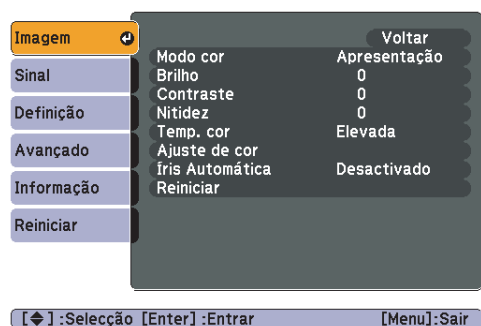 Imagem
Sinal
Definição
Avançado
Informação
Reiniciar
Voltar
Modo cor Apresentação
Brilho 0
Contraste 0
Nitidez 0
Temp. cor Elevada
Ajuste de cor
Íris Automática Desactivado
Reiniciar
[◆] :Selecção [Enter] :Entrar [Menu]:Sair